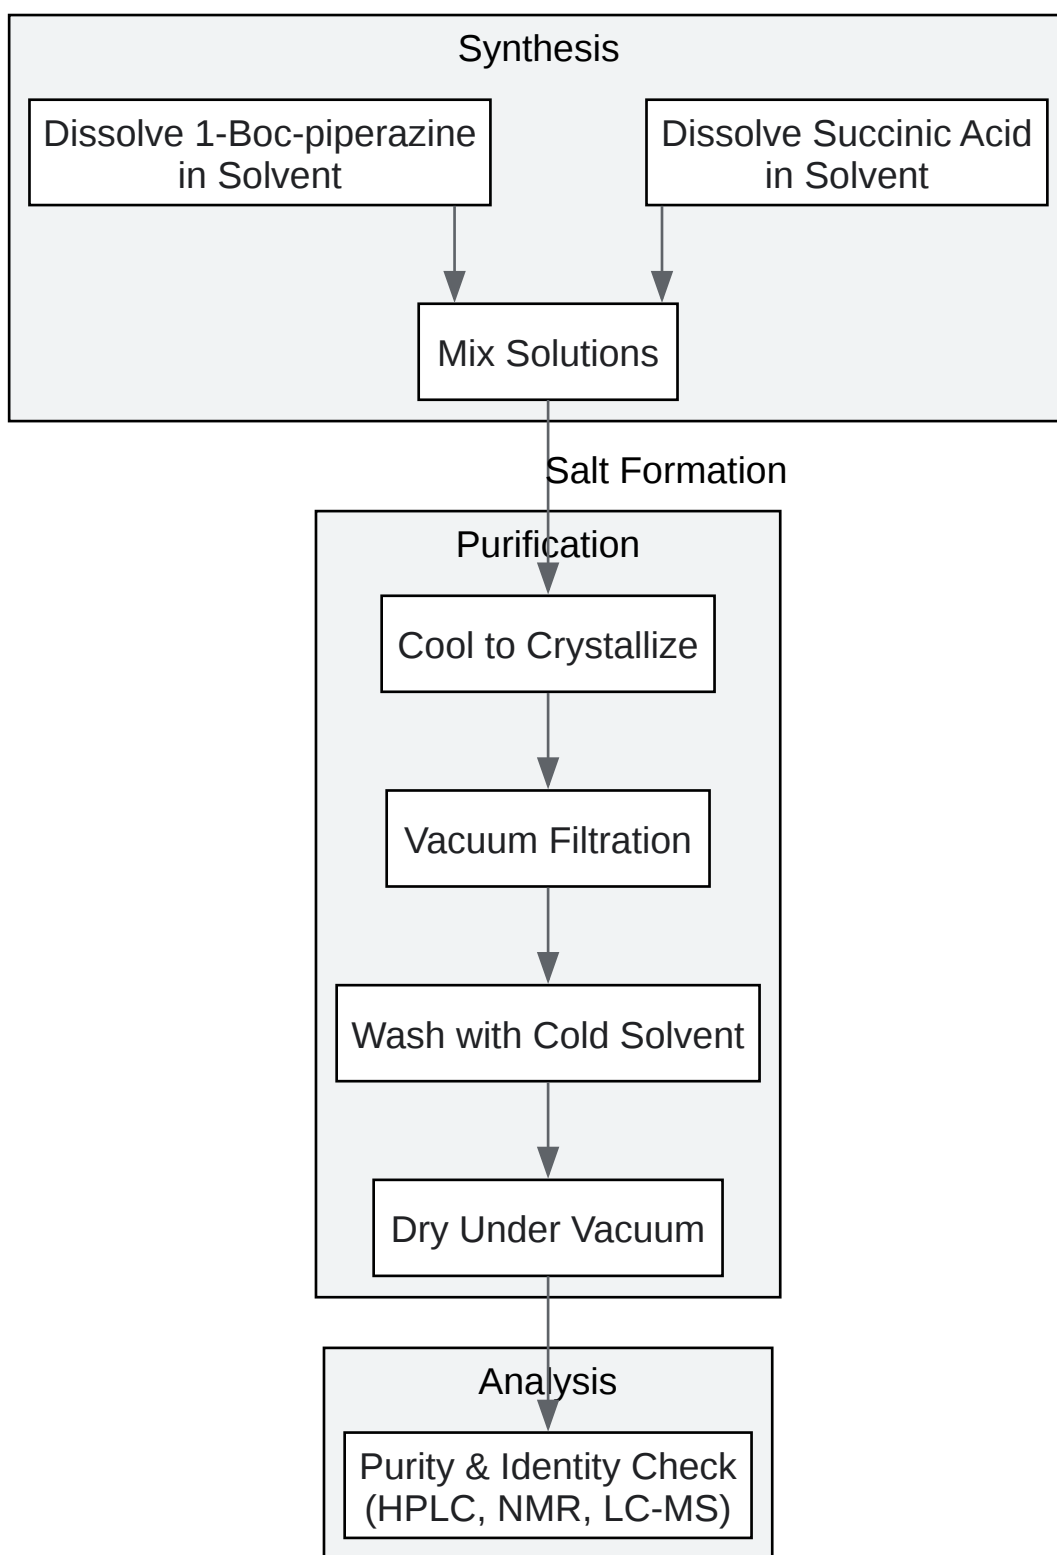 Synthesis
Dissolve 1-Boc-piperazine
in Solvent
Dissolve Succinic Acid
in Solvent
Mix Solutions
Salt Formation
Purification
Cool to Crystallize
Vacuum Filtration
Wash with Cold Solvent
Dry Under Vacuum
Analysis
Purity & Identity Check
(HPLC, NMR, LC-MS)